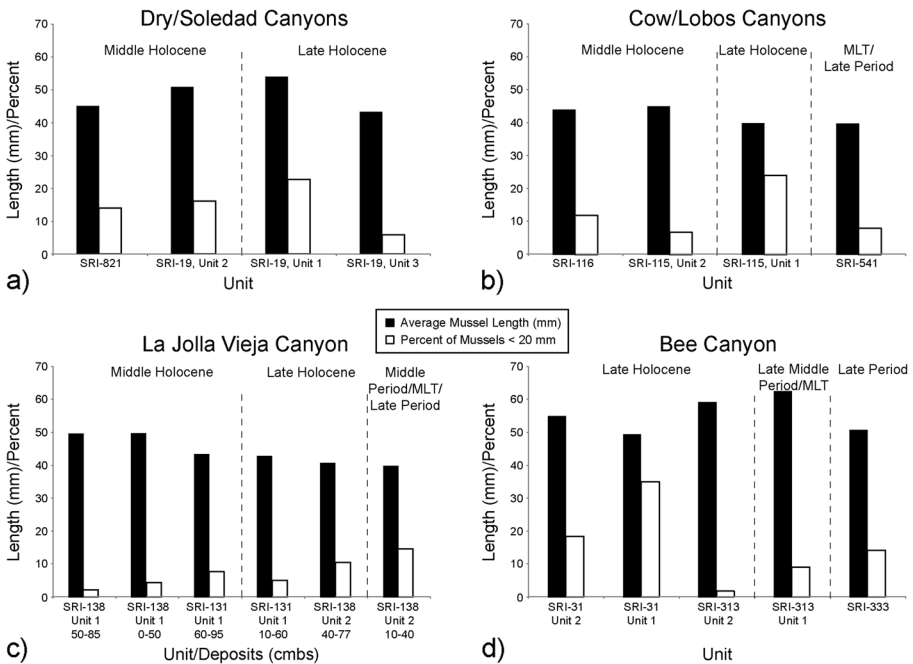 Dry/Soledad Canyons
Middle Holocene
Late Holocene
Length (mm)/Percent
70
60
50
40
30
20
10
0
SRI-821
SRI-19, Unit 2
SRI-19, Unit 1
SRI-19, Unit 3
a)
Unit
Cow/Lobos Canyons
Middle Holocene
Late Holocene
MLT/
Late Period
Length (mm)/Percent
70
60
50
40
30
20
10
0
SRI-116
SRI-115, Unit 2
SRI-115, Unit 1
SRI-541
b)
Unit
Average Mussel Length (mm)
Percent of Mussels < 20 mm
La Jolla Vieja Canyon
Middle Holocene
Late Holocene
Middle
Period/MLT/
Late Period
Length (mm)/Percent
70
60
50
40
30
20
10
0
SRI-138
Unit 1
50-85
SRI-138
Unit 1
0-50
SRI-131
Unit 1
60-95
SRI-131
Unit 1
10-60
SRI-138
Unit 2
40-77
SRI-138
Unit 2
10-40
c)
Unit/Deposits (cmbs)
Bee Canyon
Late Holocene
Late Middle
Period/MLT
Late Period
Length (mm)/Percent
70
60
50
40
30
20
10
0
SRI-31
Unit 2
SRI-31
Unit 1
SRI-313
Unit 2
SRI-313
Unit 1
SRI-333
d)
Unit